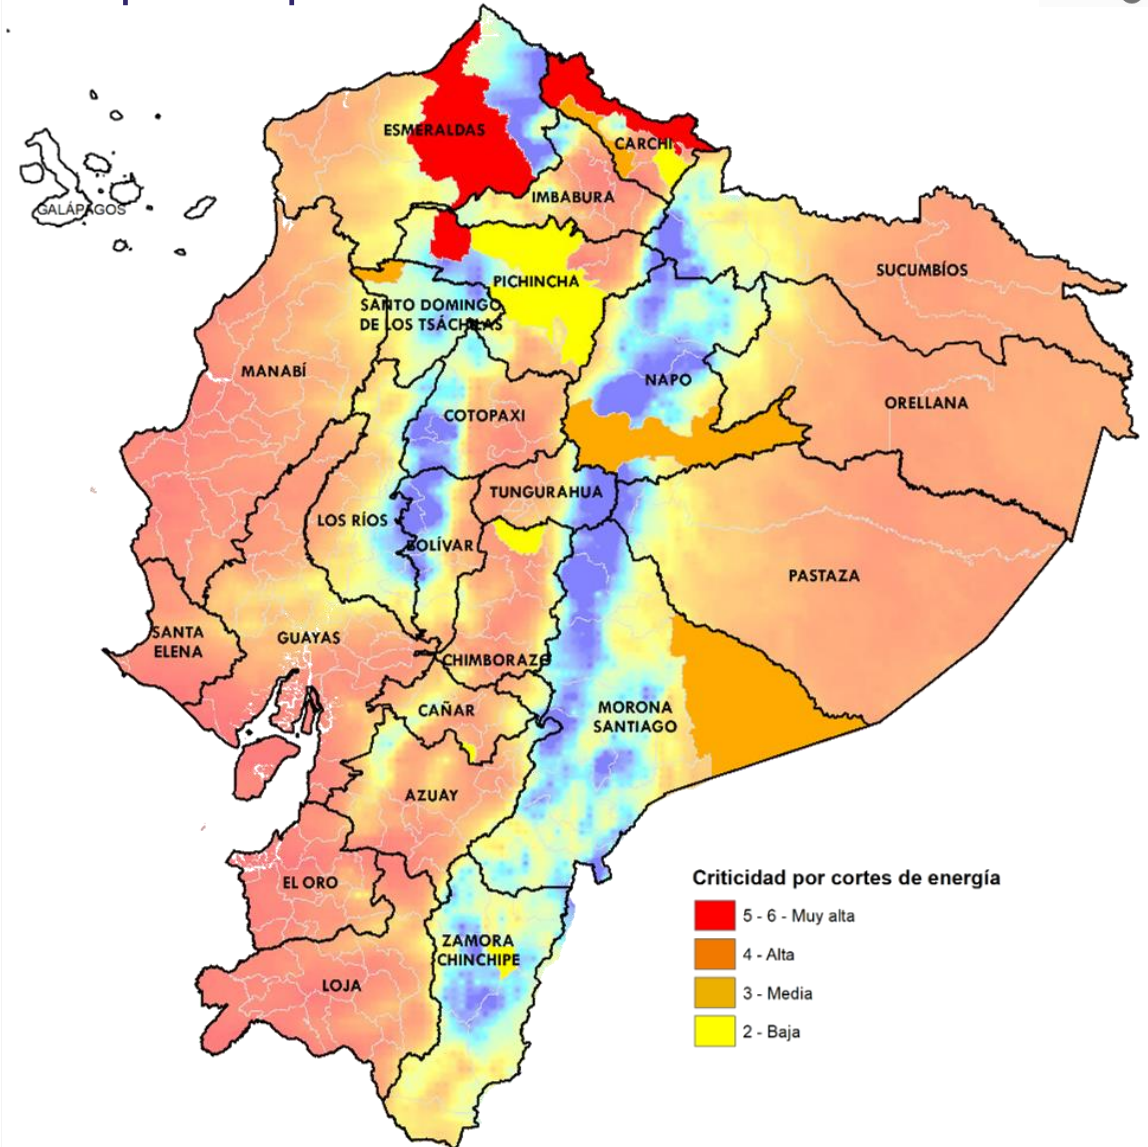 ESMERALDAS
CARCHI
IMBABURA
GALÁPAGOS
SUCUMBÍOS
PICHINCHA
SANTO DOMINGO
DE LOS TSÁCHILAS
MANABÍ
NAPO
ORELLANA
COTOPAXI
TUNGURAHUA
LOS RÍOS
BOLÍVAR
PASTAZA
SANTA
ELENA
GUAYAS
CHIMBORAZO
CAÑAR
MORONA
SANTIAGO
AZUAY
EL ORO
ZAMORA
CHINCHIPE
LOJA
Criticidad por cortes de energía
5 - 6 - Muy alta
4 - Alta
3 - Media
2 - Baja